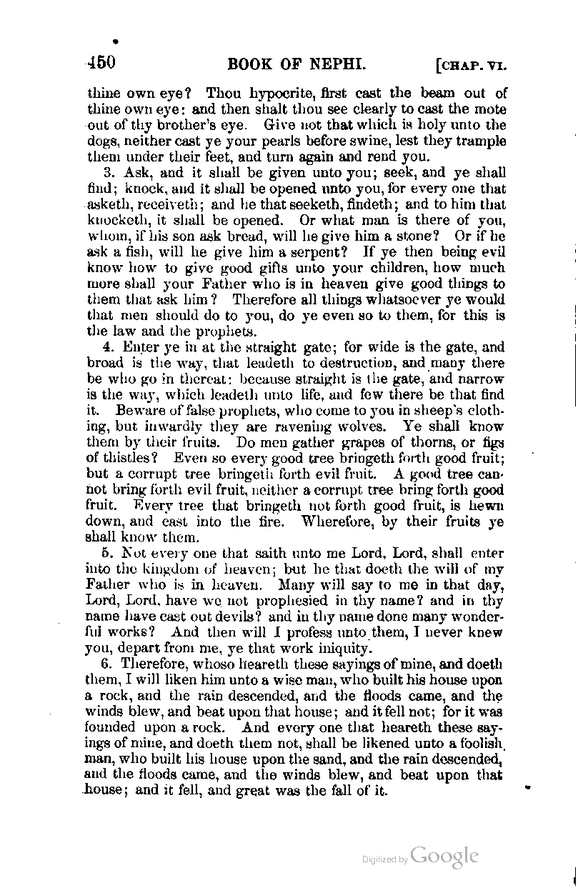 450 BOOK OF NEPHI. [CHAP. VI.
thine own eye? Thou hypocrite, first cast the beam out of
thine own eye: and then shalt thou see clearly to cast the mote
out of thy brother's eye. Give not that which is holy unto the
dogs, neither cast ye your pearls before swine, lest they trample
them under their feet, and turn again and rend you.
3. Ask, and it shall be given unto you; seek, and ye shall
find; knock, and it shall be opened unto you, for every one that
asketh, receiveth; and he that seeketh, findeth; and to him that
knocketh, it shall be opened. Or what man is there of you,
whom, if his son ask bread, will he give him a stone? Or if he
ask a fish, will he give him a serpent? If ye then being evil
know how to give good gifts unto your children, how much
more shall your Father who is in heaven give good things to
them that ask him? Therefore all things whatsoever ye would
that men should do to you, do ye even so to them, for this is
the law and the prophets.
4. Enter ye in at the straight gate; for wide is the gate, and
broad is the way, that leadeth to destruction, and many there
be who go in thereat: because straight is the gate, and narrow
is the way, which leadeth unto life, and few there be that find
it. Beware of false prophets, who come to you in sheep's cloth-
ing, but inwardly they are ravening wolves. Ye shall know
them by their fruits. Do men gather grapes of thorns, or figs
of thistles? Even so every good tree bringeth forth good fruit;
but a corrupt tree bringeth forth evil fruit. A good tree can-
not bring forth evil fruit, neither a corrupt tree bring forth good
fruit. Every tree that bringeth not forth good fruit, is hewn
down, and cast into the fire. Wherefore, by their fruits ye
shall know them.
5. Not every one that saith unto me Lord, Lord, shall enter
into the kingdom of heaven; but he that doeth the will of my
Father who is in heaven. Many will say to me in that day,
Lord, Lord, have we not prophesied in thy name? and in thy
name have cast out devils? and in thy name done many wonder-
ful works? And then will I profess unto them, I never knew
you, depart from me, ye that work iniquity.
6. Therefore, whoso heareth these sayings of mine, and doeth
them, I will liken him unto a wise man, who built his house upon
a rock, and the rain descended, and the floods came, and the
winds blew, and beat upon that house; and it fell not; for it was
founded upon a rock. And every one that heareth these say-
ings of mine, and doeth them not, shall be likened unto a foolish
man, who built his house upon the sand, and the rain descended,
and the floods came, and the winds blew, and beat upon that
house; and it fell, and great was the fall of it.
Digitized by Google